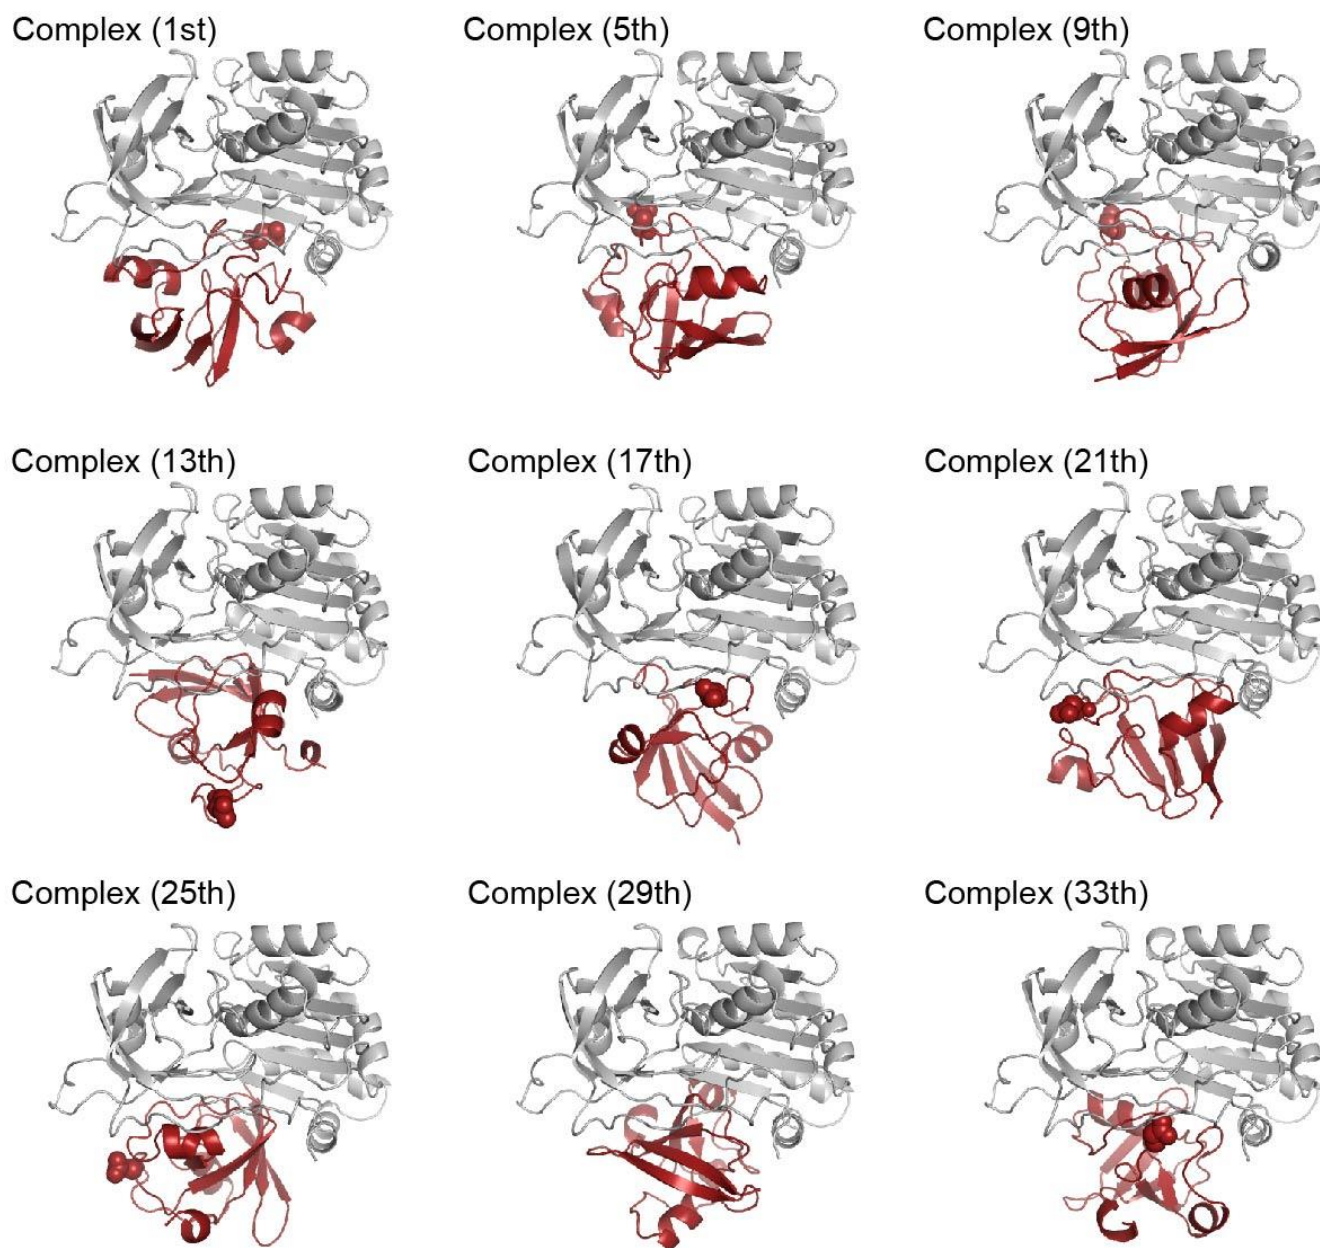 Complex (1st)
Complex (5th)
Complex (9th)
Complex (13th)
Complex (17th)
Complex (21th)
Complex (25th)
Complex (29th)
Complex (33th)